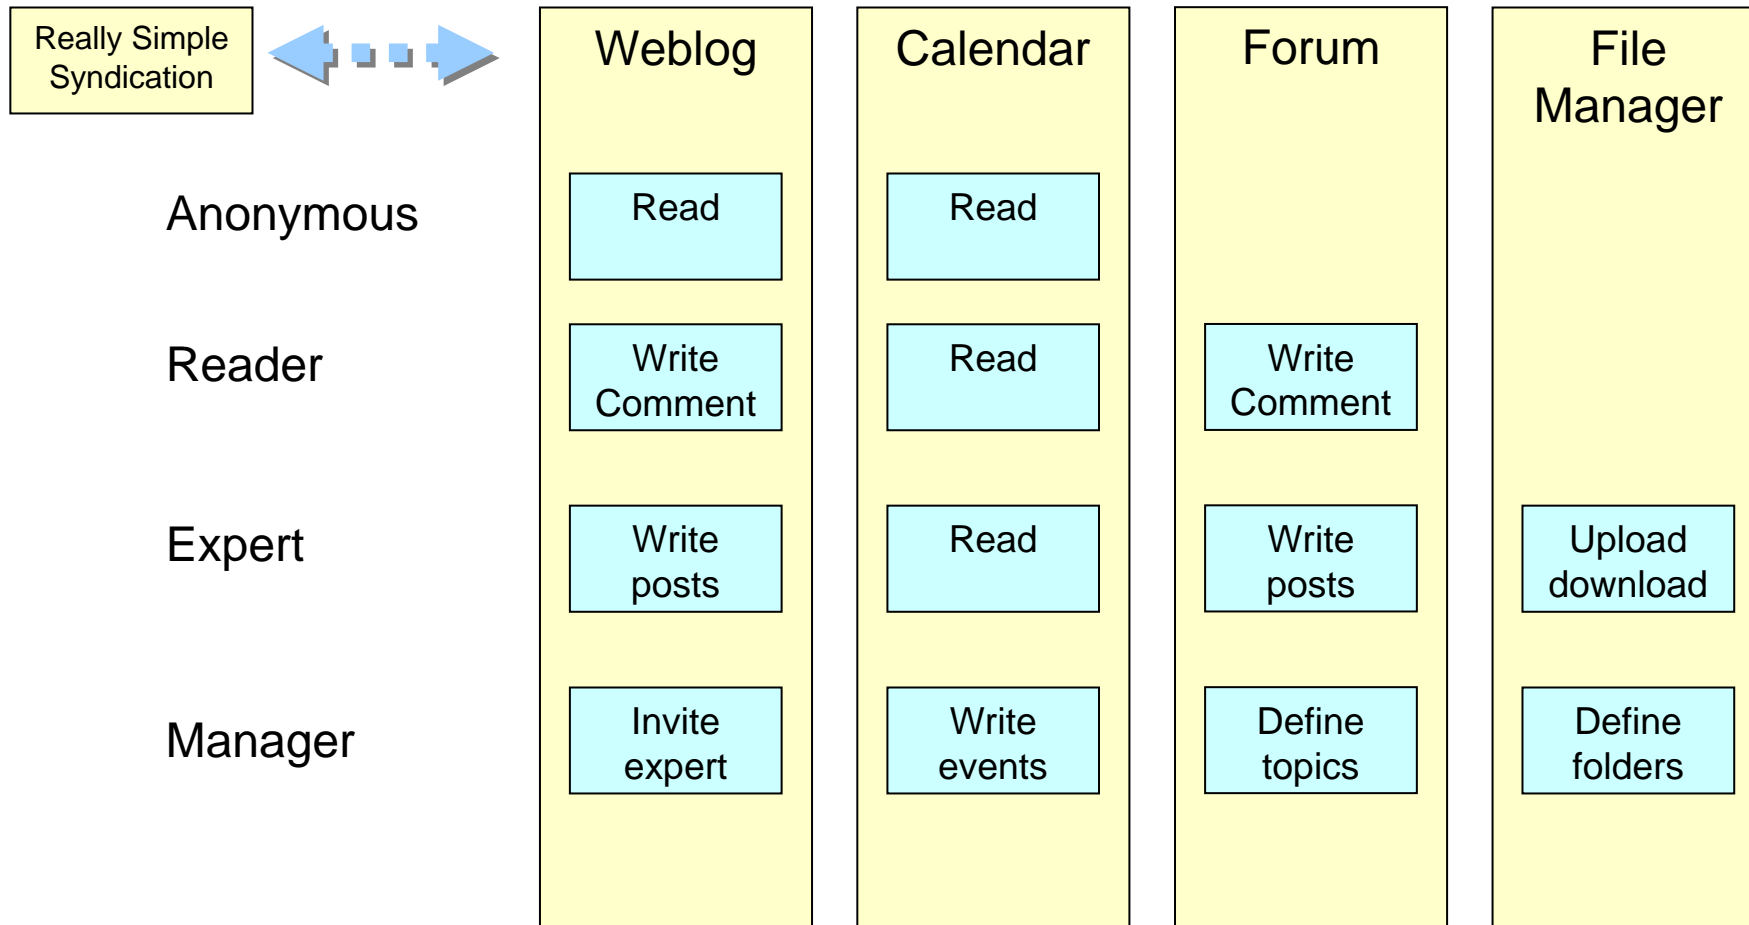 Really Simple
Syndication
Weblog
Calendar
Forum
File
Manager
Anonymous
Read
Read
Reader
Write
Comment
Read
Write
Comment
Expert
Write
posts
Read
Write
posts
Upload
download
Manager
Invite
expert
Write
events
Define
topics
Define
folders